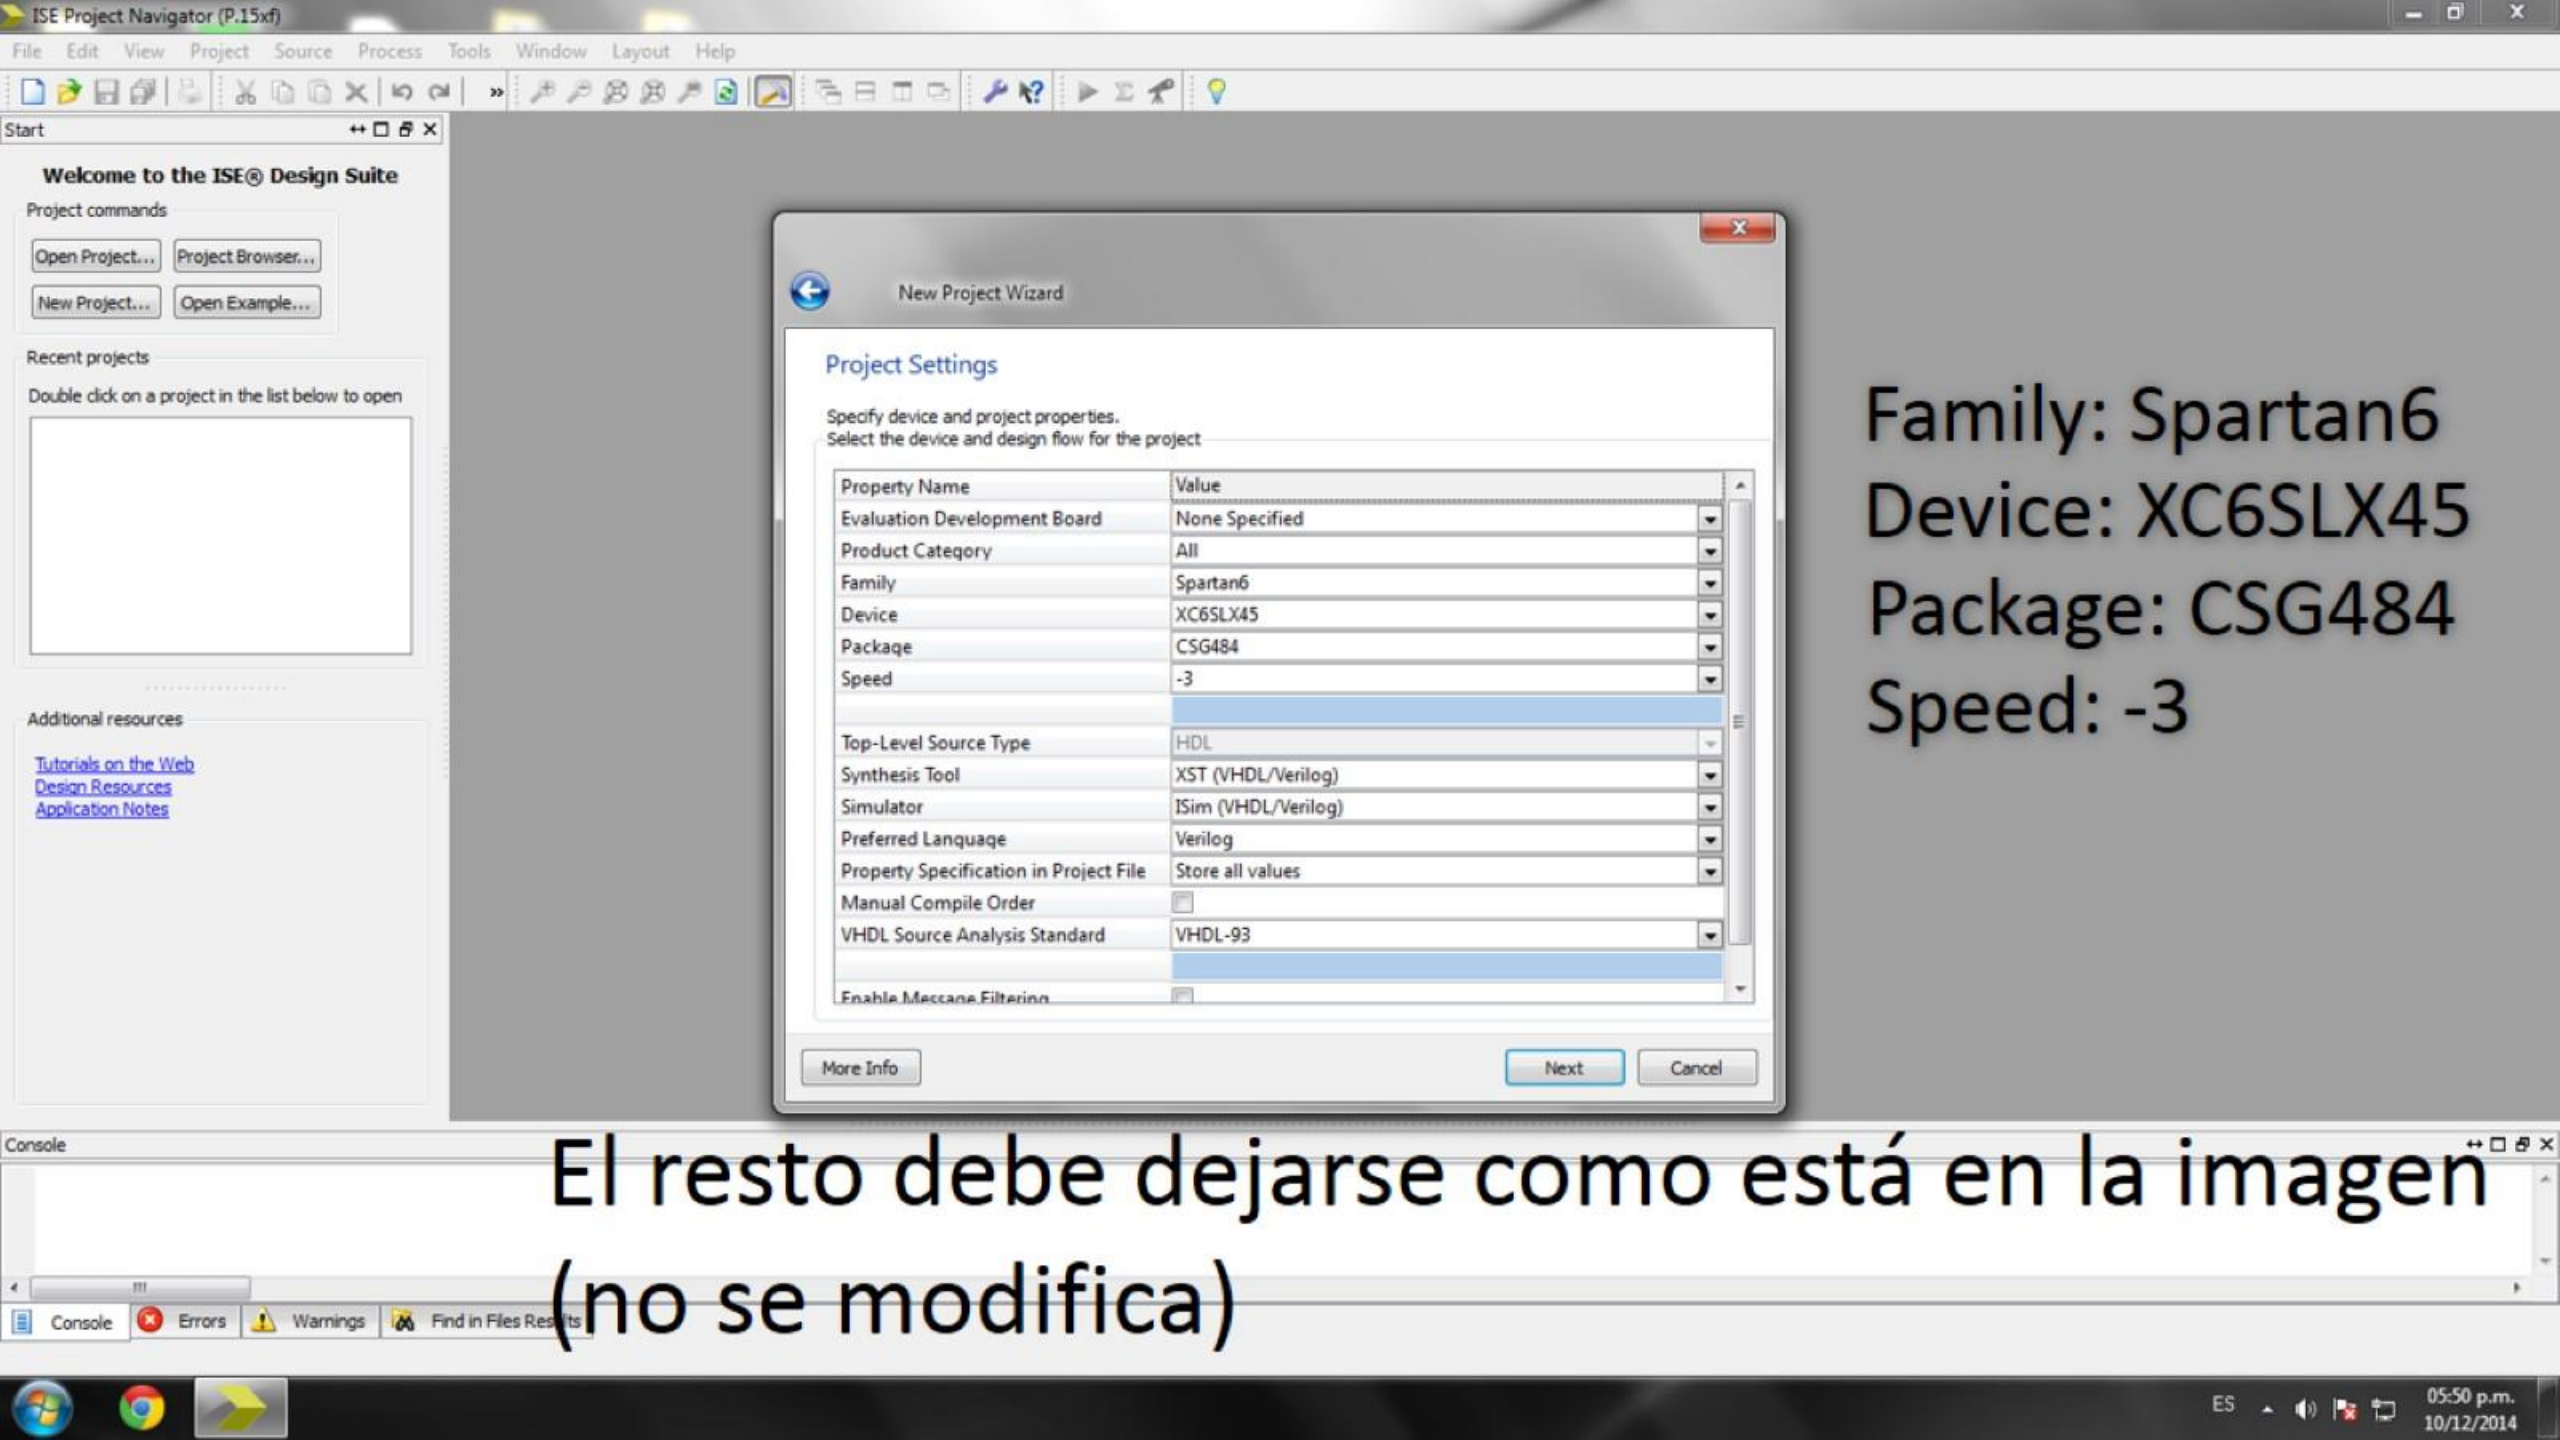 ISE Project Navigator (P.15xf)
File Edit View Project Source Process Tools Window Layout Help
Start
Welcome to the ISE® Design Suite
Project commands
Open Project... Project Browser...
New Project... Open Example...
Recent projects
Double click on a project in the list below to open
Additional resources
Tutorials on the Web
Design Resources
Application Notes
New Project Wizard
Project Settings
Specify device and project properties.
Select the device and design flow for the project
Property Name Value
Evaluation Development Board None Specified
Product Category All
Family Spartan6
Device XC6SLX45
Package CSG484
Speed -3
Top-Level Source Type HDL
Synthesis Tool XST (VHDL/Verilog)
Simulator ISim (VHDL/Verilog)
Preferred Language Verilog
Property Specification in Project File Store all values
Manual Compile Order
VHDL Source Analysis Standard VHDL-93
Enable Message Filtering
More Info Next Cancel
Family: Spartan6
Device: XC6SLX45
Package: CSG484
Speed: -3
Console
El resto debe dejarse como está en la imagen
(no se modifica)
Console Errors Warnings Find in Files Results
ES 05:50 p.m.
10/12/2014